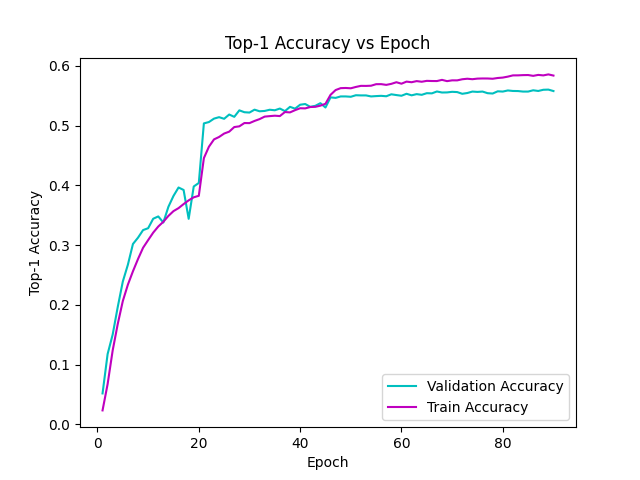 Top-1 Accuracy vs Epoch
0.6
0.5
0.4
0.3
0.2
0.1
0.0
Top-1 Accuracy
0 20 40 60 80
Epoch
Validation Accuracy
Train Accuracy